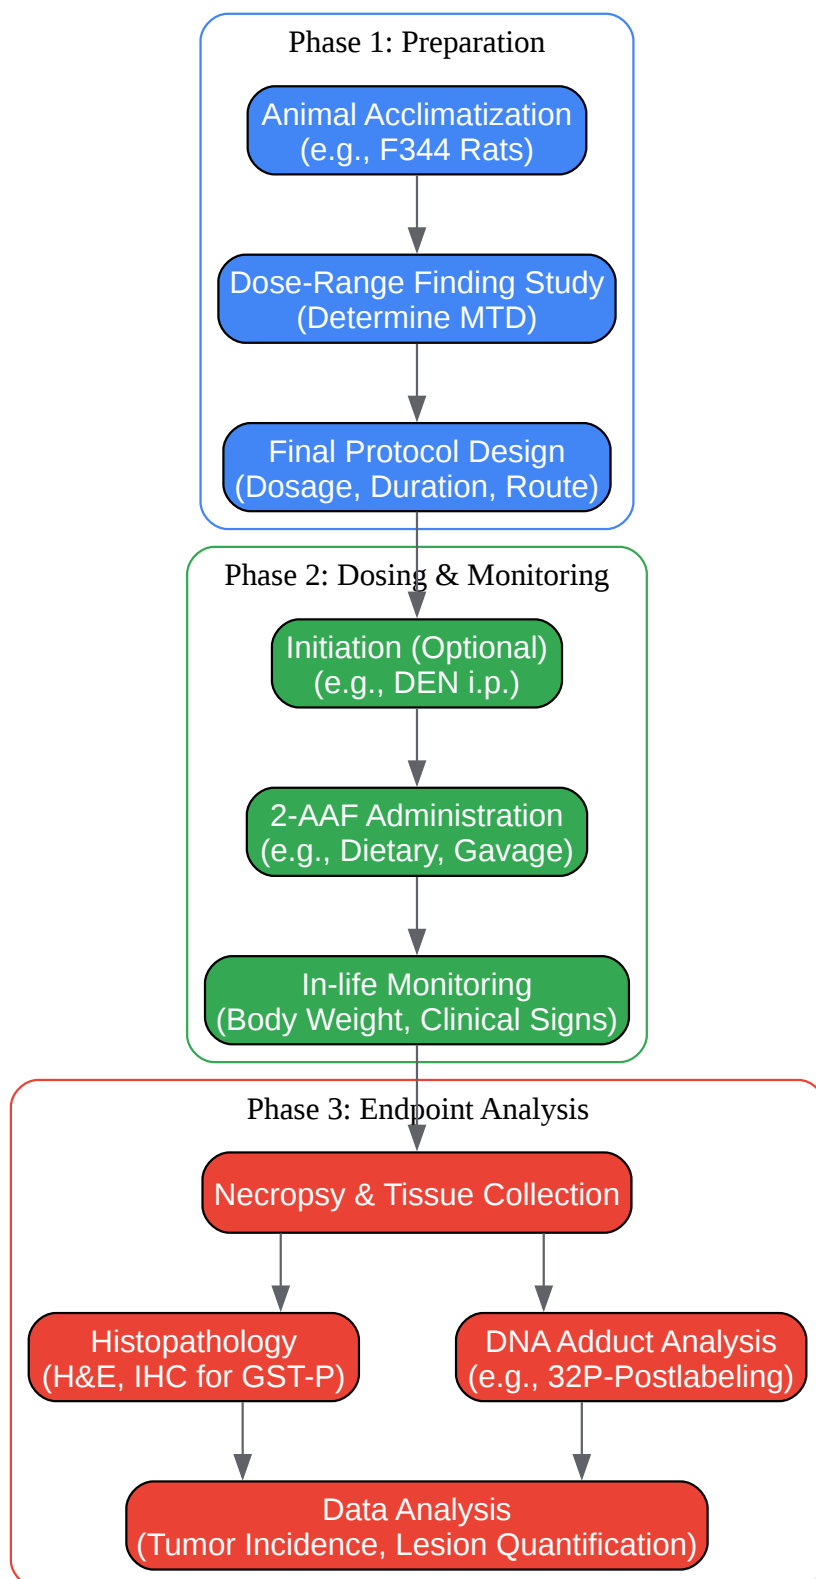 Phase 1: Preparation
Animal Acclimatization
(e.g., F344 Rats)
Dose-Range Finding Study
(Determine MTD)
Final Protocol Design
(Dosage, Duration, Route)
Phase 2: Dosing & Monitoring
Initiation (Optional)
(e.g., DEN i.p.)
2-AAF Administration
(e.g., Dietary, Gavage)
In-life Monitoring
(Body Weight, Clinical Signs)
Phase 3: Endpoint Analysis
Necropsy & Tissue Collection
Histopathology
(H&E, IHC for GST-P)
DNA Adduct Analysis
(e.g., 32P-Postlabeling)
Data Analysis
(Tumor Incidence, Lesion Quantification)